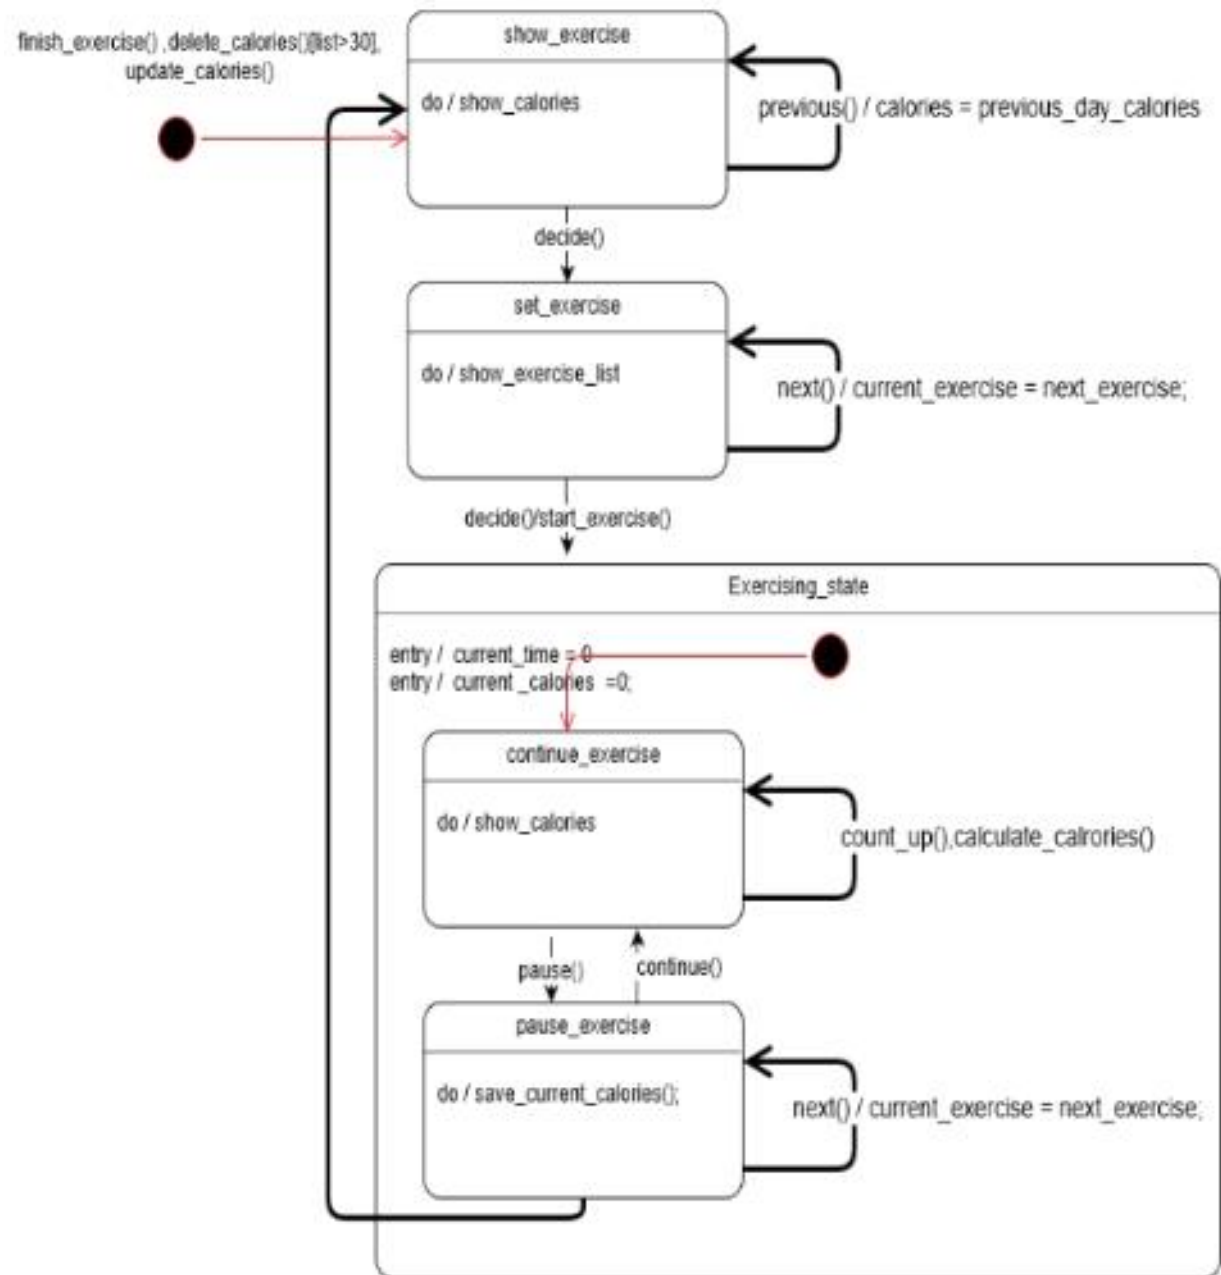 show_exercise
finish_exercise() ,delete_calories()[list>30],
update_calories()
do / show_calories
previous() / calories = previous_day_calories
decide()
set_exercise
do / show_exercise_list
next() / current_exercise = next_exercise;
decide()/start_exercise()
Exercising_state
entry / current_time = 0
entry / current _calories =0;
continue_exercise
do / show_calories
count_up(),calculate_calrories()
pause()
continue()
pause_exercise
do / save_current_calories();
next() / current_exercise = next_exercise;